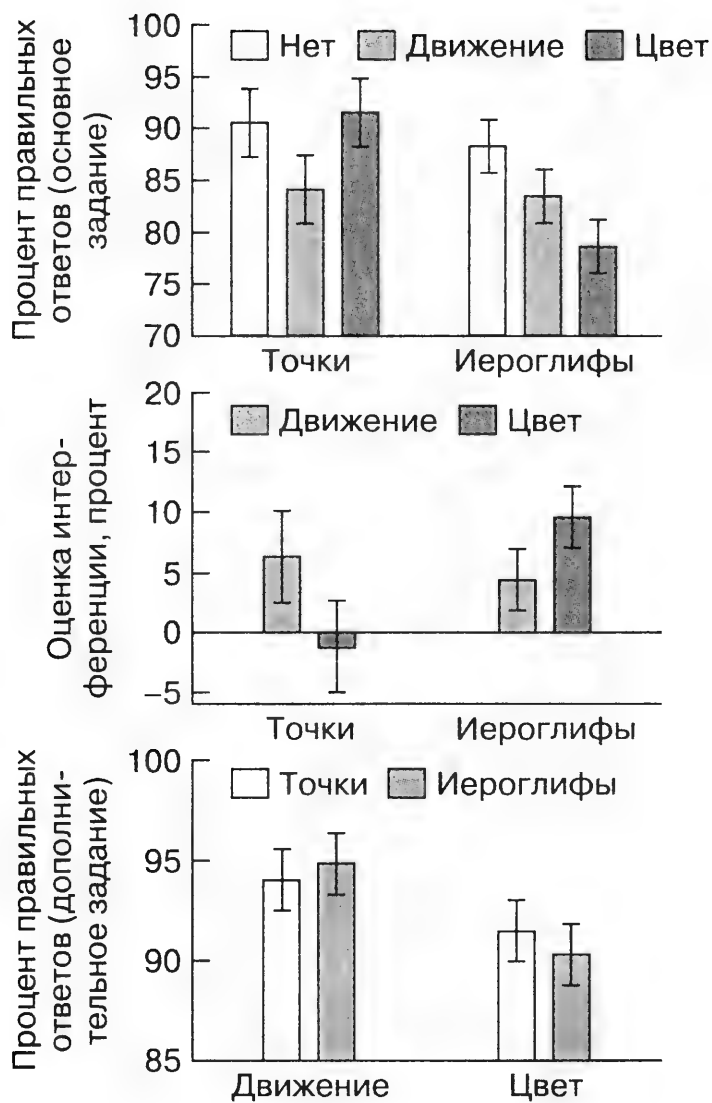 Процент правильных
ответов (основное
задание)
100
95
90
85
80
75
70
Нет Движение Цвет
Точки Иероглифы
Оценка интер-
ференции, процент
20
15
10
5
0
–5
Движение Цвет
Точки Иероглифы
Процент правильных
ответов (дополни-
тельное задание)
100
95
90
85
Точки Иероглифы
Движение Цвет